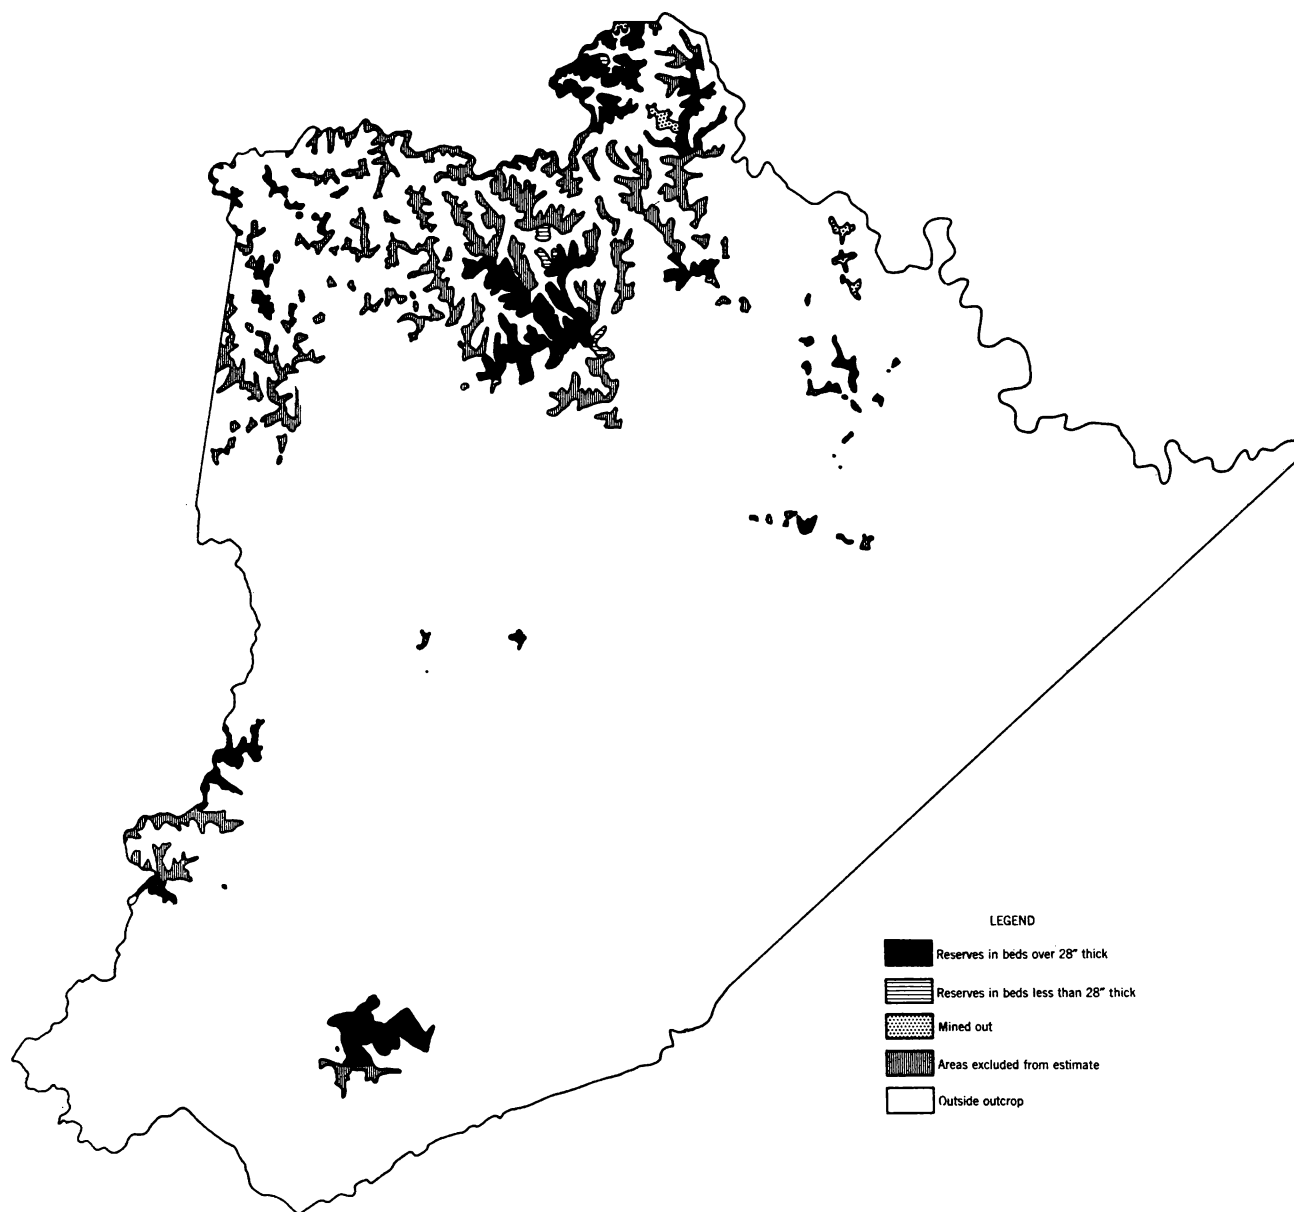 LEGEND
Reserves in beds over 28" thick
Reserves in beds less than 28" thick
Mined out
Areas excluded from estimate
Outside outcrop